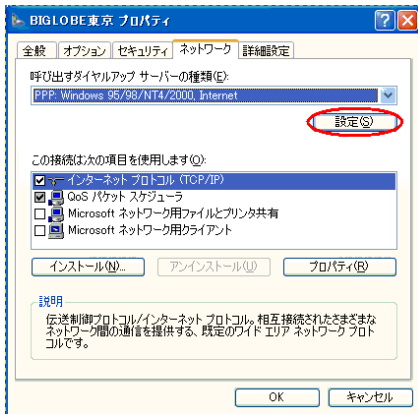 BIGLOBE東京 プロパティ
全般 オプション セキュリティ ネットワーク 詳細設定
呼び出すダイヤルアップ サーバーの種類(E):
PPP: Windows 95/98/NT4/2000, Internet
設定(S)
この接続は次の項目を使用します(O):
インターネット プロトコル (TCP/IP)
QoS パケット スケジューラ
Microsoft ネットワーク用ファイルとプリンタ共有
Microsoft ネットワーク用クライアント
インストール(N)... アンインストール(U) プロパティ(R)
説明
伝送制御プロトコル/インターネット プロトコル。相互接続されたさまざまな
ネットワーク間の通信を提供する、既定のワイド エリア ネットワーク プロト
コルです。
OK キャンセル